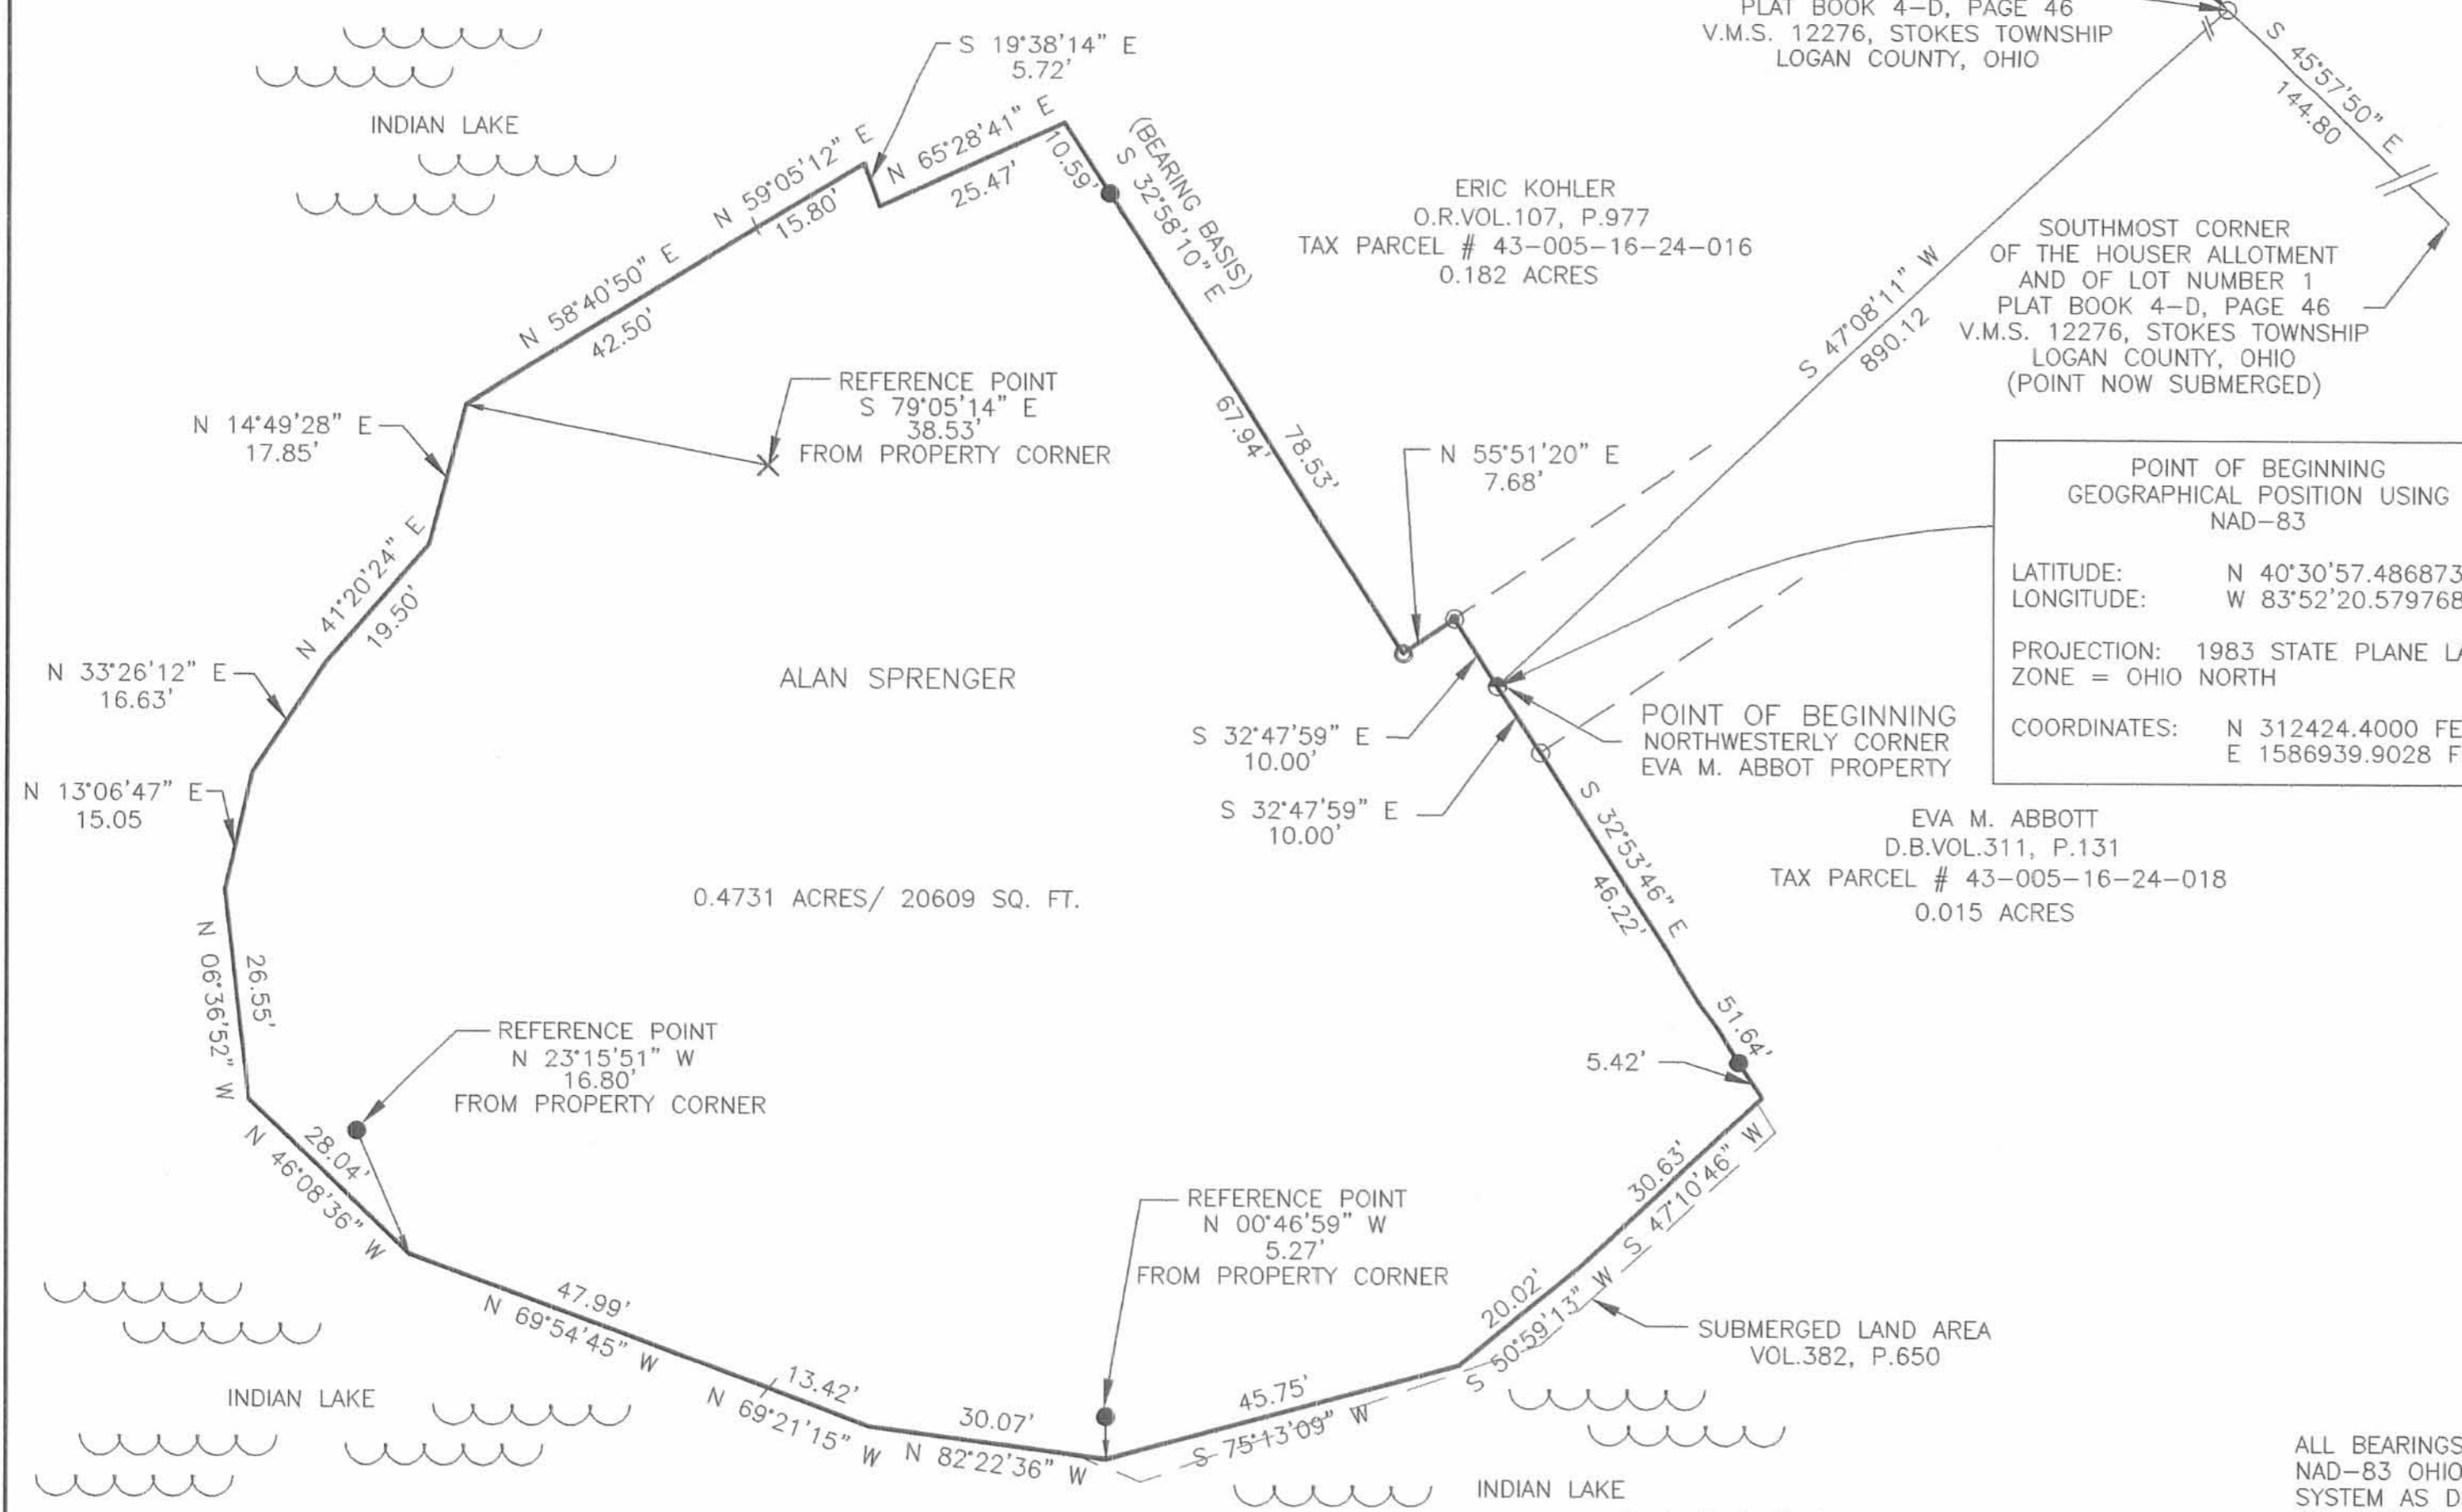 PLAT BOOK 4-D, PAGE 46
V.M.S. 12276, STOKES TOWNSHIP
LOGAN COUNTY, OHIO
S 45°57'50" E
144.80
S 19°38'14" E
5.72'
INDIAN LAKE
N 59°05'12" E
15.80'
N 65°28'41" E
25.47'
10.59'
(BEARING BASIS)
S 32°58'10" E
67.94'
78.53'
ERIC KOHLER
O.R.VOL.107, P.977
TAX PARCEL # 43-005-16-24-016
0.182 ACRES
S 47°08'11" W
890.12
SOUTHMOST CORNER
OF THE HOUSER ALLOTMENT
AND OF LOT NUMBER 1
PLAT BOOK 4-D, PAGE 46
V.M.S. 12276, STOKES TOWNSHIP
LOGAN COUNTY, OHIO
(POINT NOW SUBMERGED)
N 58°40'50" E
42.50'
REFERENCE POINT
S 79°05'14" E
38.53'
FROM PROPERTY CORNER
N 14°49'28" E
17.85'
N 55°51'20" E
7.68'
POINT OF BEGINNING
GEOGRAPHICAL POSITION USING
NAD-83
LATITUDE: N 40°30'57.486873
LONGITUDE: W 83°52'20.579768
PROJECTION: 1983 STATE PLANE LA
ZONE = OHIO NORTH
COORDINATES: N 312424.4000 FE
E 1586939.9028 F
N 41°20'24" E
19.50'
N 33°26'12" E
16.63'
ALAN SPRENGER
S 32°47'59" E
10.00'
POINT OF BEGINNING
NORTHWESTERLY CORNER
EVA M. ABBOT PROPERTY
S 32°47'59" E
10.00'
N 13°06'47" E
15.05
S 32°53'46" E
46.22'
51.64'
5.42'
EVA M. ABBOTT
D.B.VOL.311, P.131
TAX PARCEL # 43-005-16-24-018
0.015 ACRES
0.4731 ACRES/ 20609 SQ. FT.
N 06°36'52" W
26.55'
REFERENCE POINT
N 23°15'51" W
16.80'
FROM PROPERTY CORNER
28.04'
N 46°08'36" W
REFERENCE POINT
N 00°46'59" W
5.27'
FROM PROPERTY CORNER
30.63'
S 47°10'46" W
20.02'
S 50°59'13" W
SUBMERGED LAND AREA
VOL.382, P.650
47.99'
N 69°54'45" W
13.42'
N 69°21'15" W
30.07'
N 82°22'36" W
45.75'
S 75°13'09" W
INDIAN LAKE
INDIAN LAKE
ALL BEARINGS
NAD-83 OHIO
SYSTEM AS D